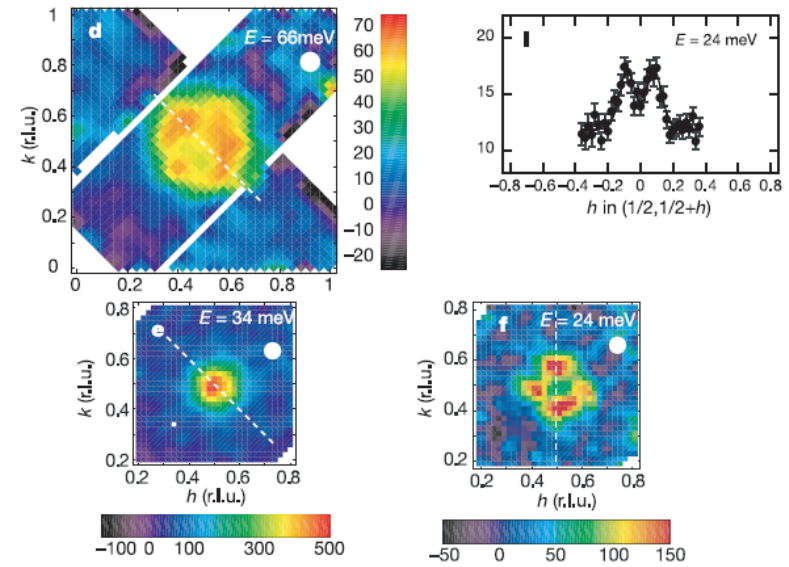 d
E = 66meV
k (r.l.u.)
1
0.8
0.6
0.4
0.2
0
0 0.2 0.4 0.6 0.8 1
70
60
50
40
30
20
10
0
−10
−20
l
E = 24 meV
20
15
10
−0.8 −0.6 −0.4 −0.2 0 0.2 0.4 0.6 0.8
h in (1/2,1/2+h)
e
E = 34 meV
k (r.l.u.)
0.8
0.6
0.4
0.2
0.2 0.4 0.6 0.8
h (r.l.u.)
−100 0 100 300 500
f
E = 24 meV
k (r.l.u.)
0.8
0.6
0.4
0.2
0.2 0.4 0.6 0.8
h (r.l.u.)
−50 0 50 100 150